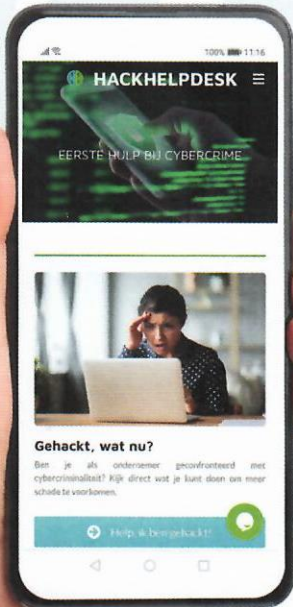 100% 11:16
HACKHELPDESK
EERSTE HULP BIJ CYBERCRIME
Gehackt, wat nu?
Ben je als ondernemer geconfronteerd met
cybercriminaliteit? Kijk direct wat je kunt doen om meer
schade te voorkomen.
Help, ik ben gehackt!